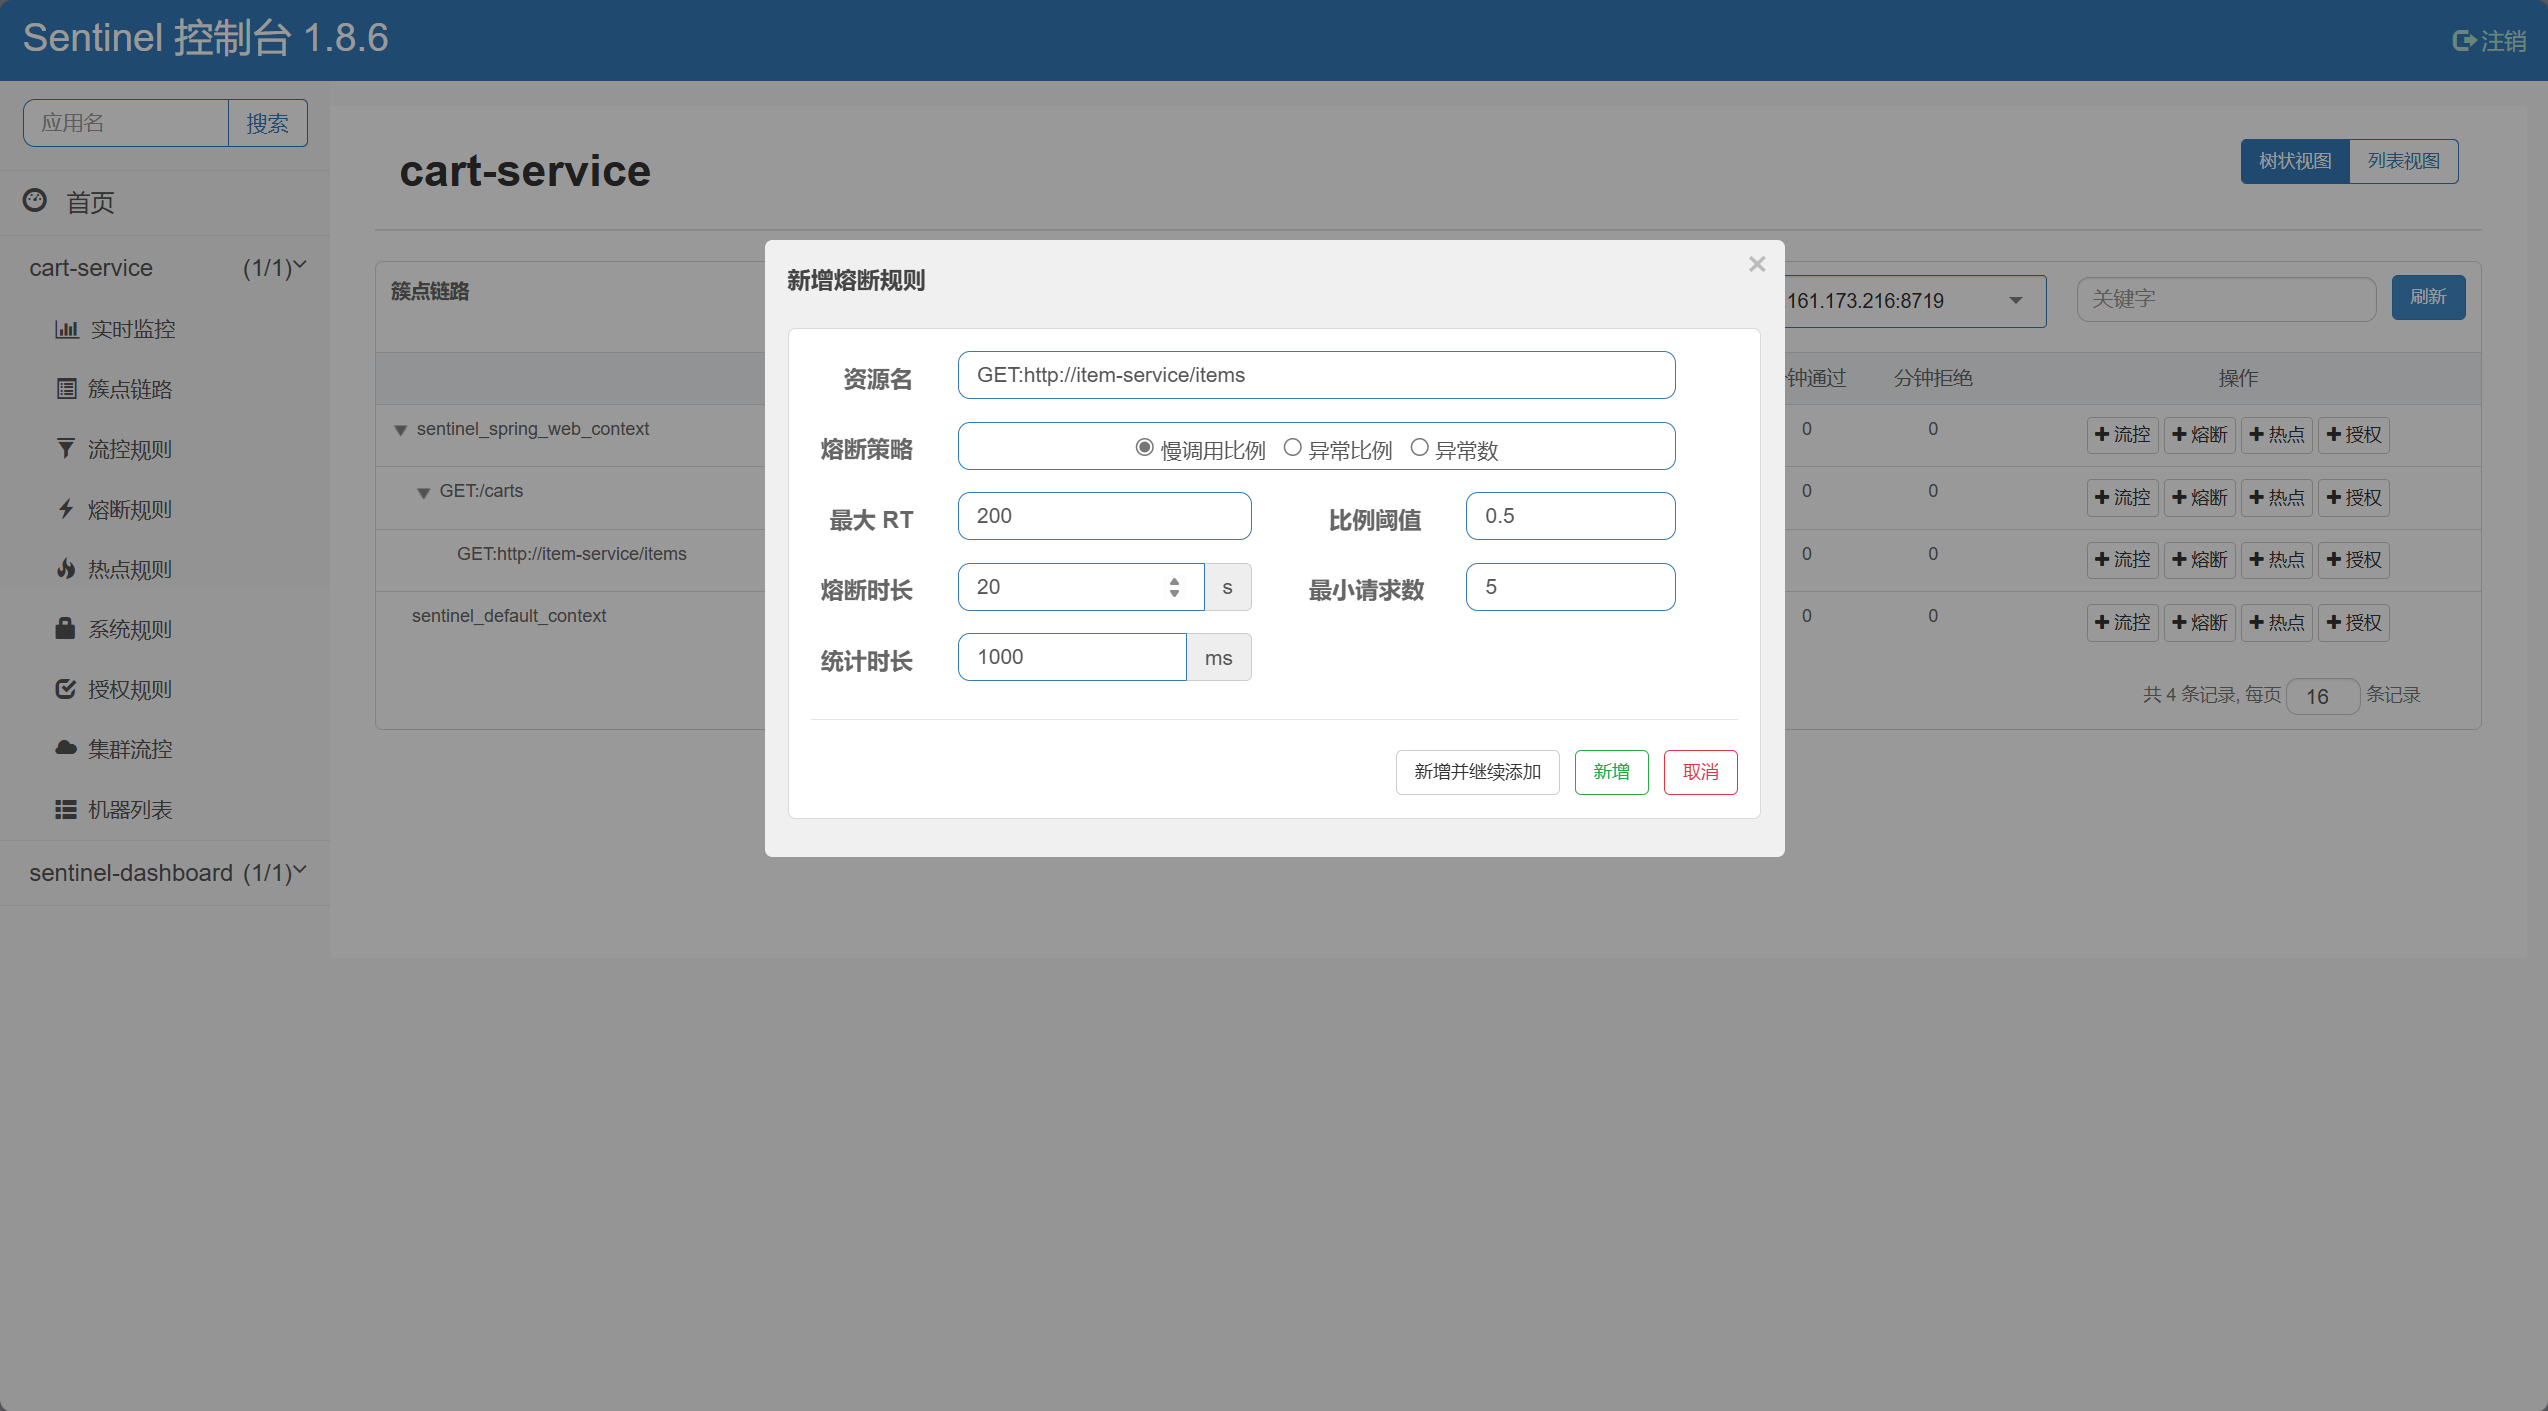 Sentinel 控制台 1.8.6
注销
应用名
搜索
首页
cart-service (1/1)
实时监控
簇点链路
流控规则
熔断规则
热点规则
系统规则
授权规则
集群流控
机器列表
sentinel-dashboard (1/1)
cart-service
树状视图
列表视图
簇点链路
161.173.216:8719
关键字
刷新
钟通过
分钟拒绝
操作
sentinel_spring_web_context
0
0
流控
熔断
热点
授权
GET:/carts
0
0
流控
熔断
热点
授权
GET:http://item-service/items
0
0
流控
熔断
热点
授权
sentinel_default_context
0
0
流控
熔断
热点
授权
共 4 条记录, 每页 16 条记录
新增熔断规则
×
资源名
GET:http://item-service/items
熔断策略
慢调用比例
异常比例
异常数
最大 RT
200
比例阈值
0.5
熔断时长
20
s
最小请求数
5
统计时长
1000
ms
新增并继续添加
新增
取消